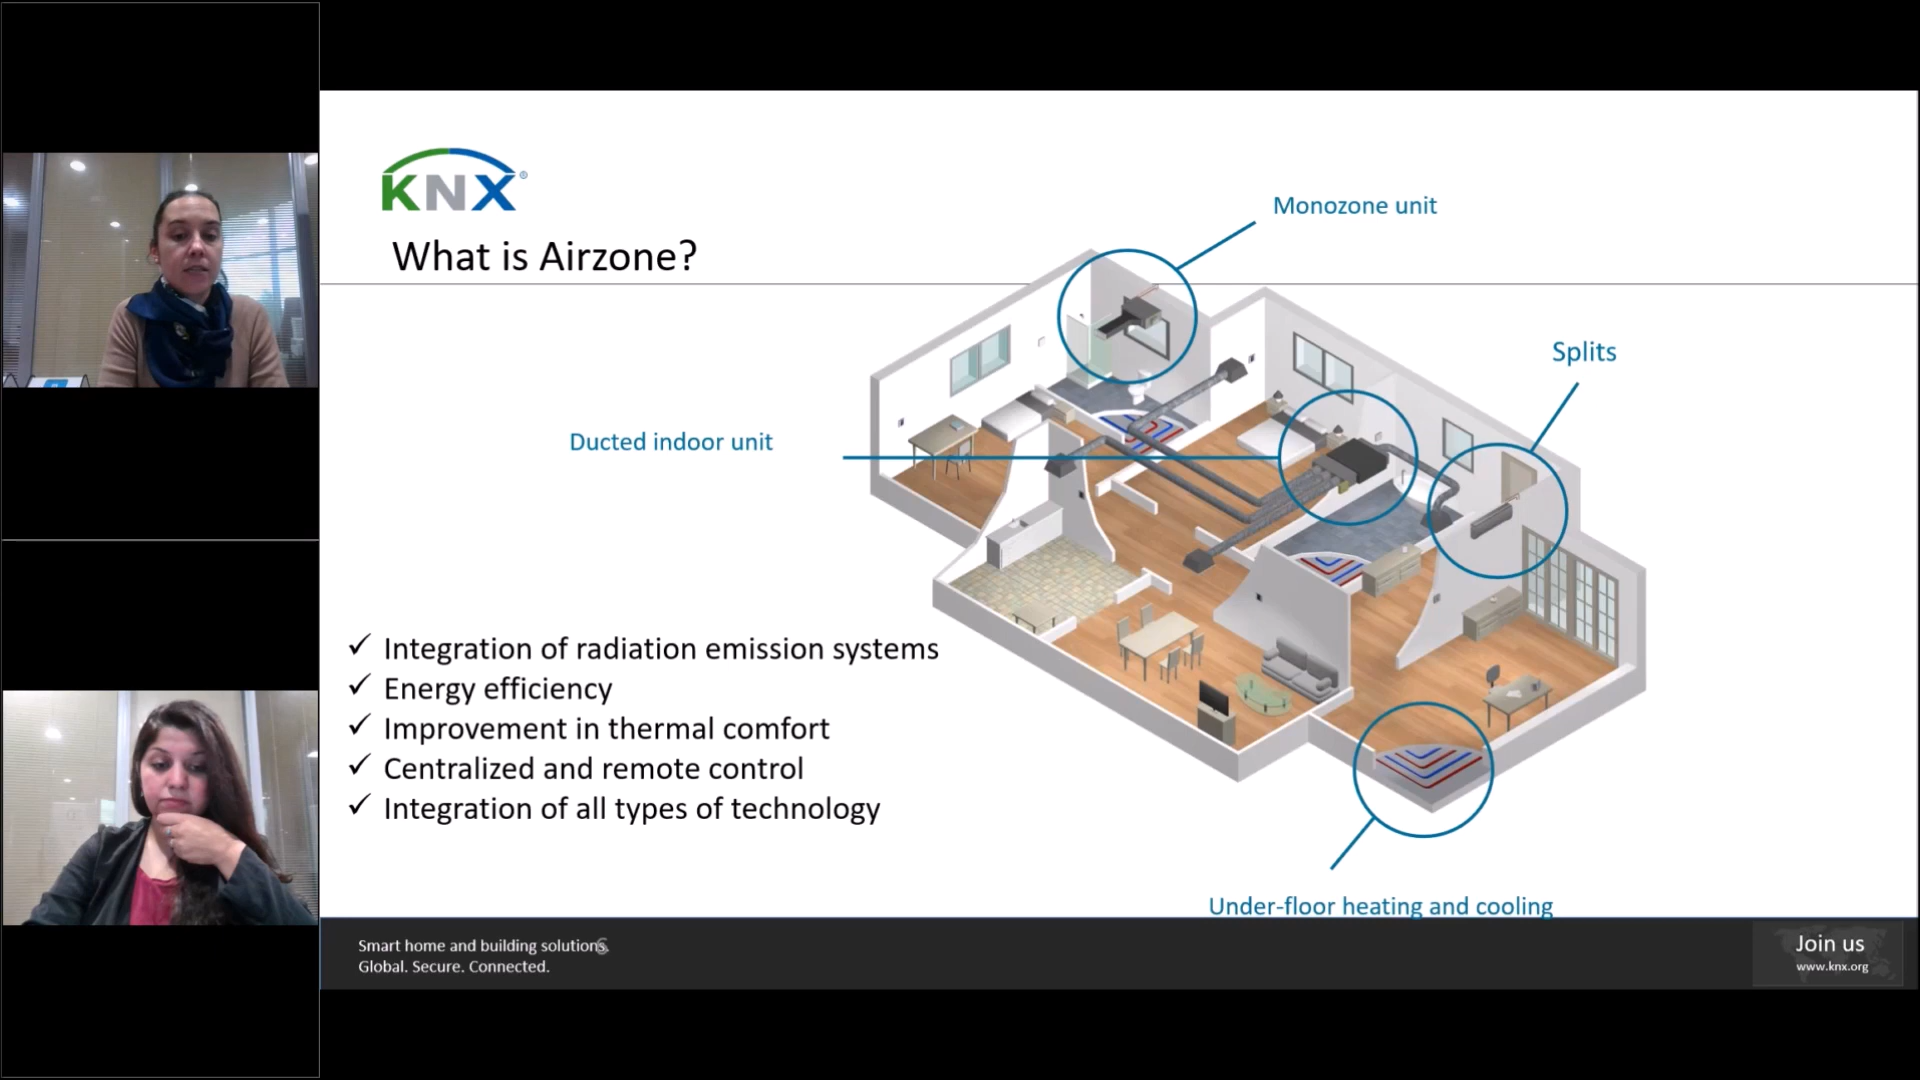 KNX®
What is Airzone?
Monozone unit
Splits
Ducted indoor unit
✓ Integration of radiation emission systems
✓ Energy efficiency
✓ Improvement in thermal comfort
✓ Centralized and remote control
✓ Integration of all types of technology
Under-floor heating and cooling
Smart home and building solutions.
Global. Secure. Connected.
Join us
www.knx.org